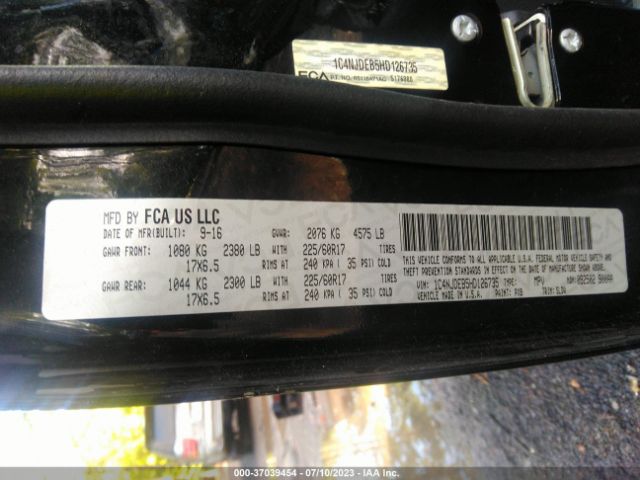 1C4NJDEB5HD126735
FCA
MFD BY FCA US LLC
DATE OF MFR(BUILT): 9-16 GVWR: 2076 KG 4575 LB
GAWR FRONT: 1080 KG 2380 LB WITH 225/60R17 TIRES
17X6.5 RIMS AT 240 KPA ( 35 PSI) COLD
GAWR REAR: 1044 KG 2300 LB WITH 225/60R17 TIRES
17X6.5 RIMS AT 240 KPA ( 35 PSI) COLD
THIS VEHICLE CONFORMS TO ALL APPLICABLE
FEDERAL MOTOR VEHICLE SAFETY AND
THEFT PREVENTION STANDARDS IN EFFECT ON THE DATE OF MANUFACTURE SHOWN ABOVE.
VIN: 1C4NJDEB5HD126735 TYPE: MPV
VEHICLE MADE IN U.S.A. PAINT: TRIM:
000-37039454 - 07/10/2023 - IAA Inc.